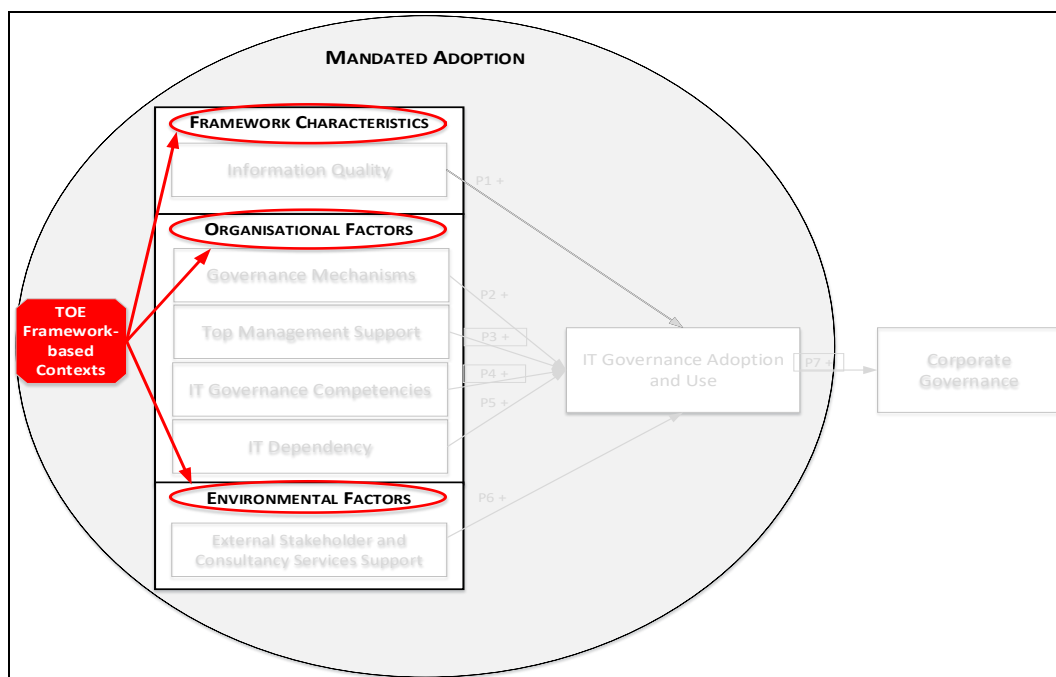 MANDATED ADOPTION
FRAMEWORK CHARACTERISTICS
Information Quality
P1 +
ORGANISATIONAL FACTORS
Governance Mechanisms
P2 +
Top Management Support
P3 +
TOE
Framework-
based
Contexts
IT Governance Adoption
and Use
P7 +
Corporate
Governance
IT Governance Competencies
P4 +
P5 +
IT Dependency
ENVIRONMENTAL FACTORS
P6 +
External Stakeholder and
Consultancy Services Support